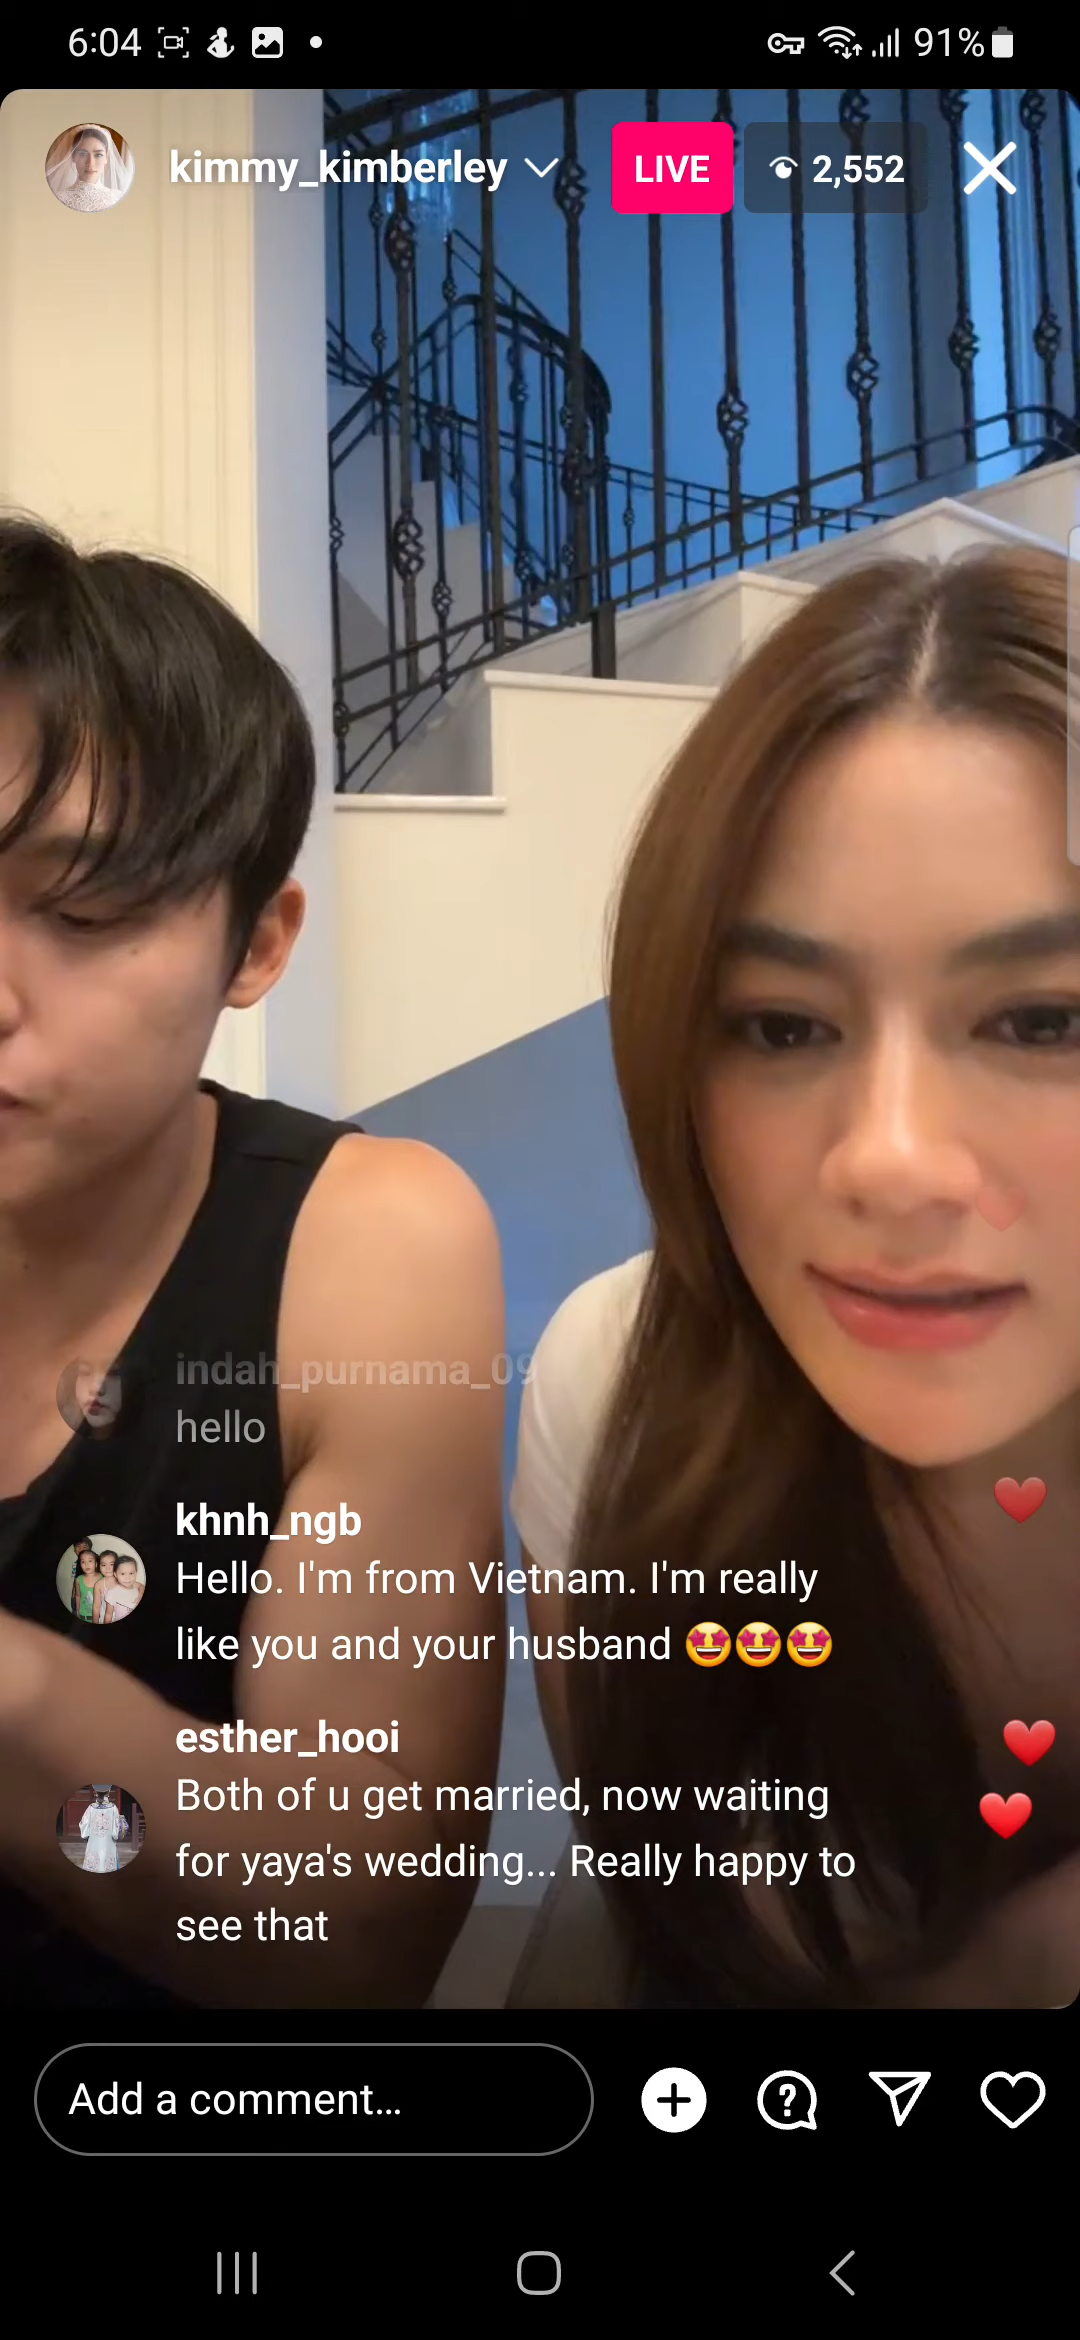 6:04
91%
kimmy_kimberley
LIVE
2,552
indah_purnama_09
hello
khnh_ngb
Hello. I'm from Vietnam. I'm really
like you and your husband 🤩🤩🤩
esther_hooi
Both of u get married, now waiting
for yaya's wedding... Really happy to
see that
Add a comment...